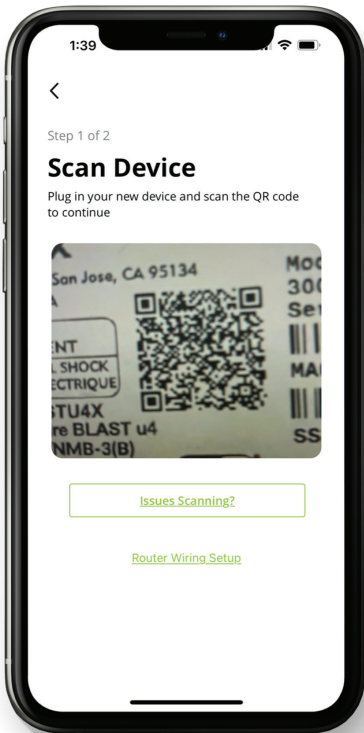 1:39
Step 1 of 2
Scan Device
Plug in your new device and scan the QR code
to continue
San Jose, CA 95134
ENT
SHOCK
ECTRIQUE
STU4X
re BLAST u4
NMB-3(B)
300
MA
SS
Issues Scanning?
Router Wiring Setup